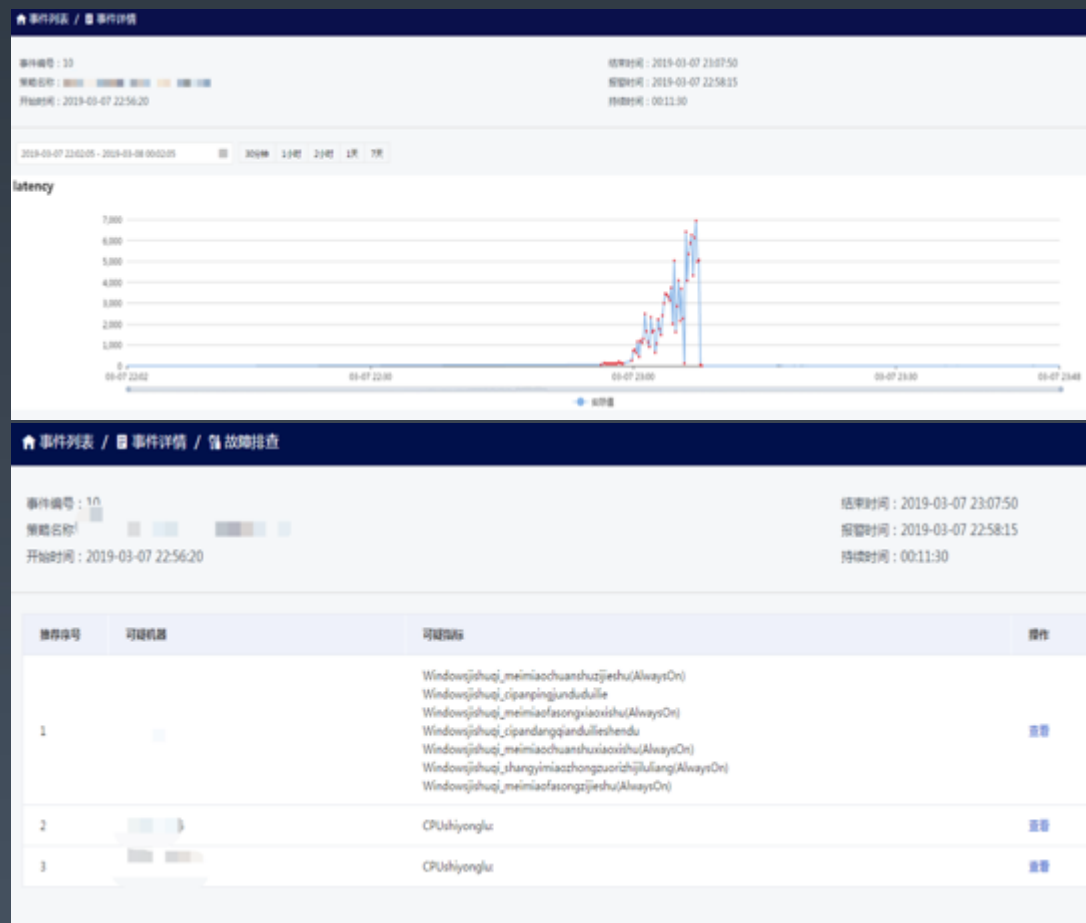 事件列表 / 事件详情
事件编号：10
策略名称：
开始时间：2019-03-07 22:56:20
结束时间：2019-03-07 23:07:50
报警时间：2019-03-07 22:58:15
持续时间：00:11:30
2019-03-07 22:02:05 - 2019-03-08 00:02:05 30分钟 1小时 2小时 1天 7天
latency
7,000
6,000
5,000
4,000
3,000
2,000
1,000
0
03-07 22:02 03-07 22:30 03-07 23:00 03-07 23:30 03-07 23:48
实际值
事件列表 / 事件详情 / 故障排查
事件编号：10
策略名称
开始时间：2019-03-07 22:56:20
结束时间：2019-03-07 23:07:50
报警时间：2019-03-07 22:58:15
持续时间：00:11:30
推荐序号 可疑机器 可疑指标 操作
Windowsjishuqi_meimiaochuanshuzijieshu(AlwaysOn)
Windowsjishuqi_cipanpingjunduduilie
Windowsjishuqi_meimiaofasongxiaoxishu(AlwaysOn)
Windowsjishuqi_cipandangqianduilieshendu
Windowsjishuqi_meimiaochuanshuxiaoxishu(AlwaysOn)
Windowsjishuqi_shangyimiaozhongzuorizhijiluliang(AlwaysOn)
Windowsjishuqi_meimiaofasongzijieshu(AlwaysOn)
1 查看
2 CPUshiyonglu: 查看
3 CPUshiyonglu: 查看